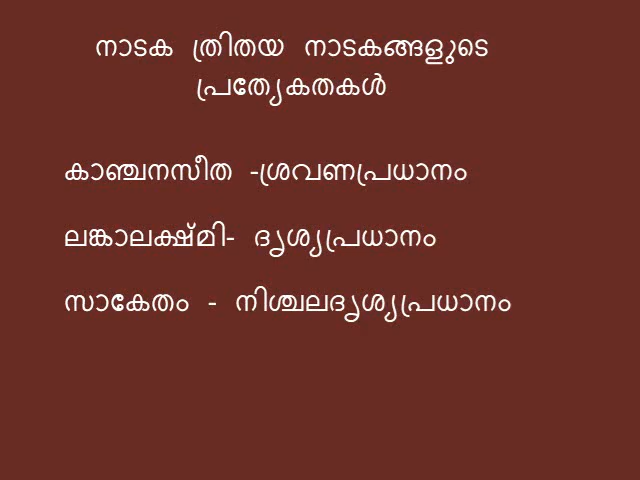 നാടക ത്രിതയ നാടകങ്ങളുടെ
പ്രത്യേകതകൾ
കാഞ്ചനസീത -ശ്രവണപ്രധാനം
ലങ്കാലക്ഷ്മി- ദൃശ്യപ്രധാനം
സാകേതം - നിശ്ചലദൃശ്യപ്രധാനം